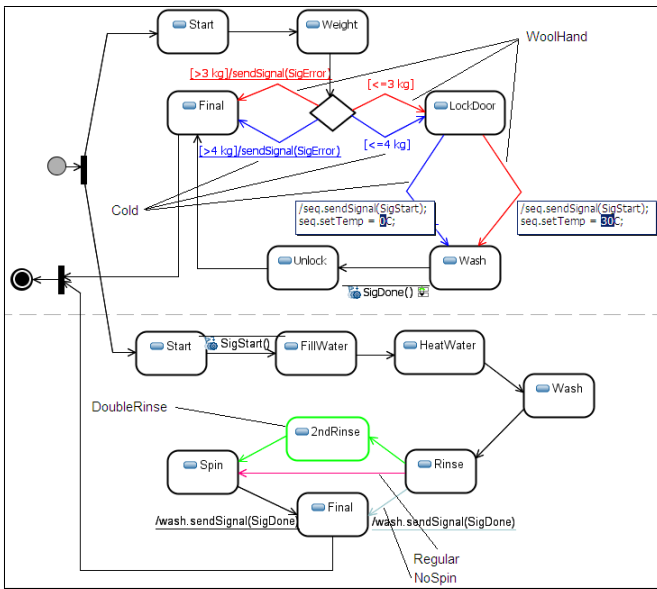 Start
Weight
WoolHand
[>3 kg]/sendSignal(SigError)
[<=3 kg]
Final
LockDoor
[>4 kg]/sendSignal(SigError)
[<=4 kg]
Cold
/seq.sendSignal(SigStart);
seq.setTemp = 0C;
/seq.sendSignal(SigStart);
seq.setTemp = 30C;
Unlock
Wash
SigDone()
Start
SigStart()
FillWater
HeatWater
Wash
DoubleRinse
2ndRinse
Spin
Rinse
Final
/wash.sendSignal(SigDone)
/wash.sendSignal(SigDone)
Regular
NoSpin